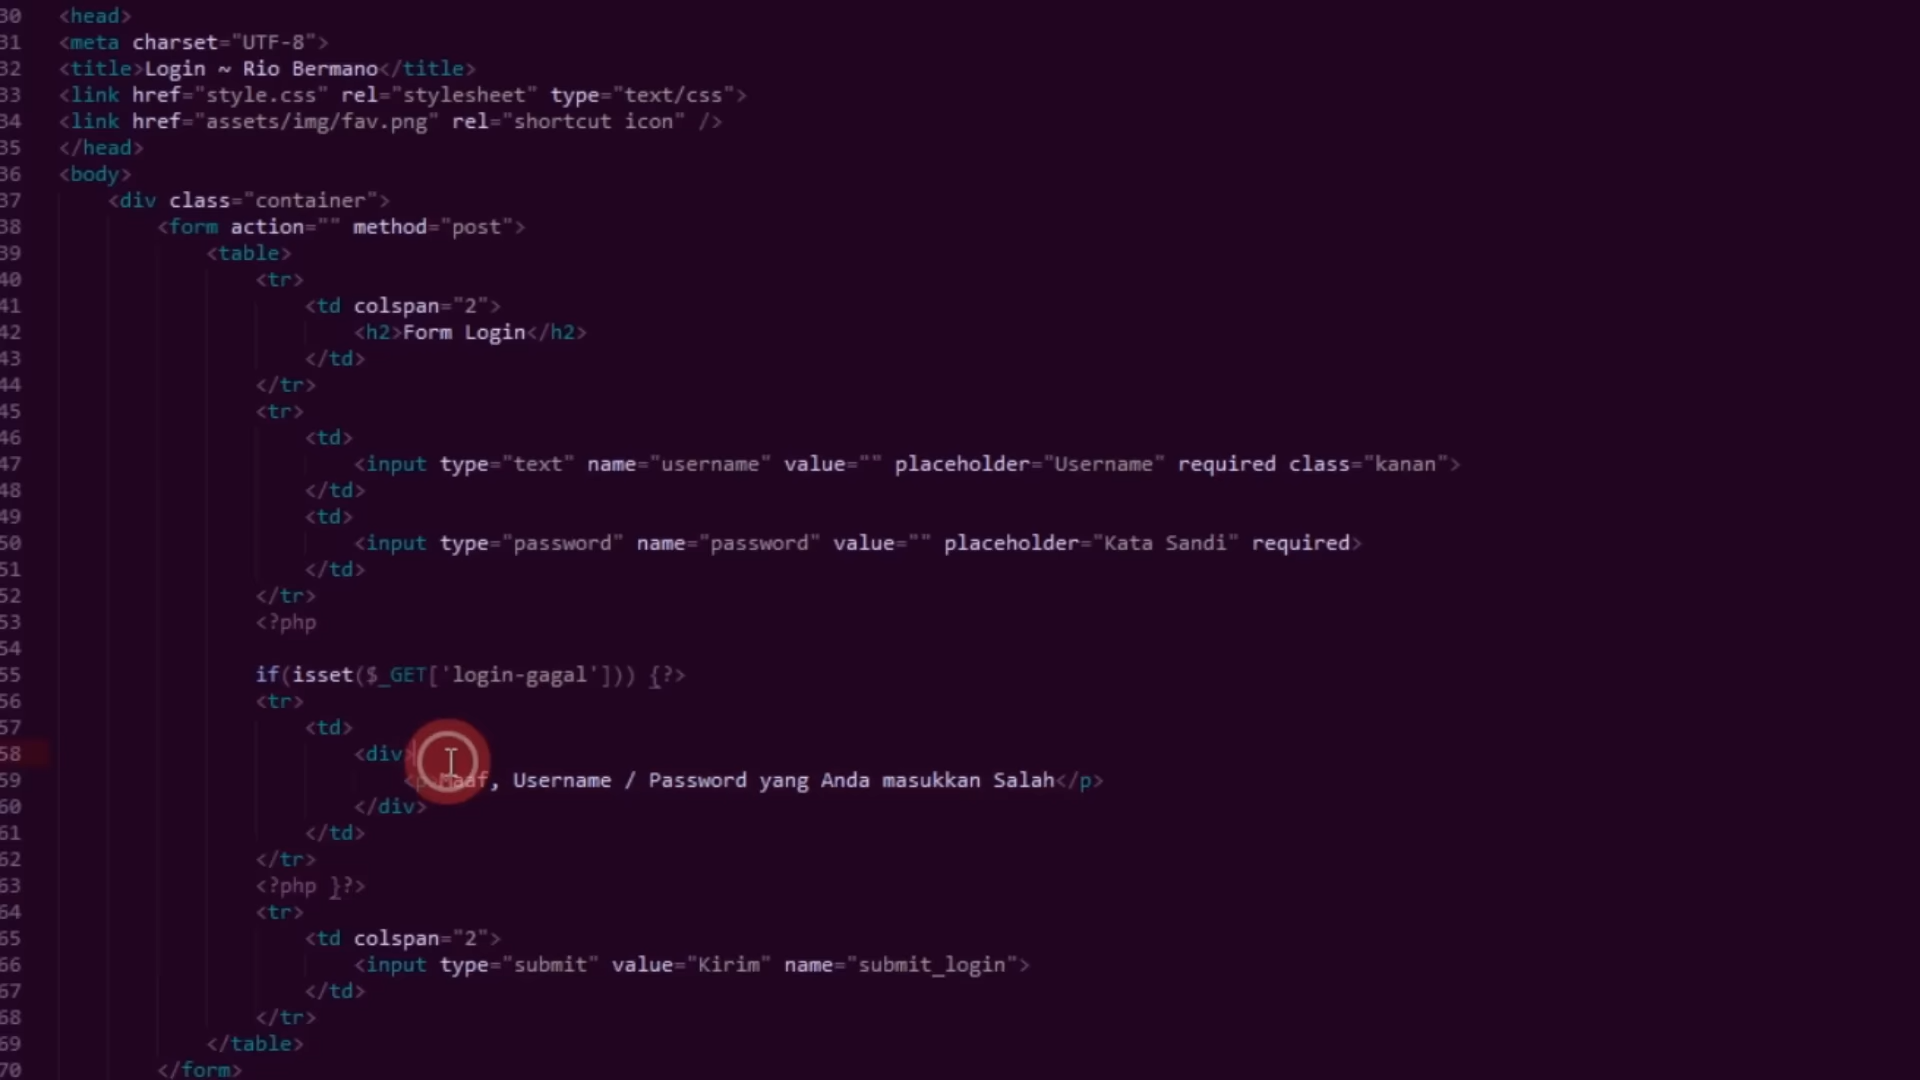 30 <head>
31 <meta charset="UTF-8">
32 <title>Login ~ Rio Bermano</title>
33 <link href="style.css" rel="stylesheet" type="text/css">
34 <link href="assets/img/fav.png" rel="shortcut icon" />
35 </head>
36 <body>
37 <div class="container">
38 <form action="" method="post">
39 <table>
40 <tr>
41 <td colspan="2">
42 <h2>Form Login</h2>
43 </td>
44 </tr>
45 <tr>
46 <td>
47 <input type="text" name="username" value="" placeholder="Username" required class="kanan">
48 </td>
49 <td>
50 <input type="password" name="password" value="" placeholder="Kata Sandi" required>
51 </td>
52 </tr>
53 <?php
54
55 if(isset($_GET['login-gagal'])) {?>
56 <tr>
57 <td>
58 <div>
59 <p>Maaf, Username / Password yang Anda masukkan Salah</p>
60 </div>
61 </td>
62 </tr>
63 <?php }?>
64 <tr>
65 <td colspan="2">
66 <input type="submit" value="Kirim" name="submit_login">
67 </td>
68 </tr>
69 </table>
70 </form>